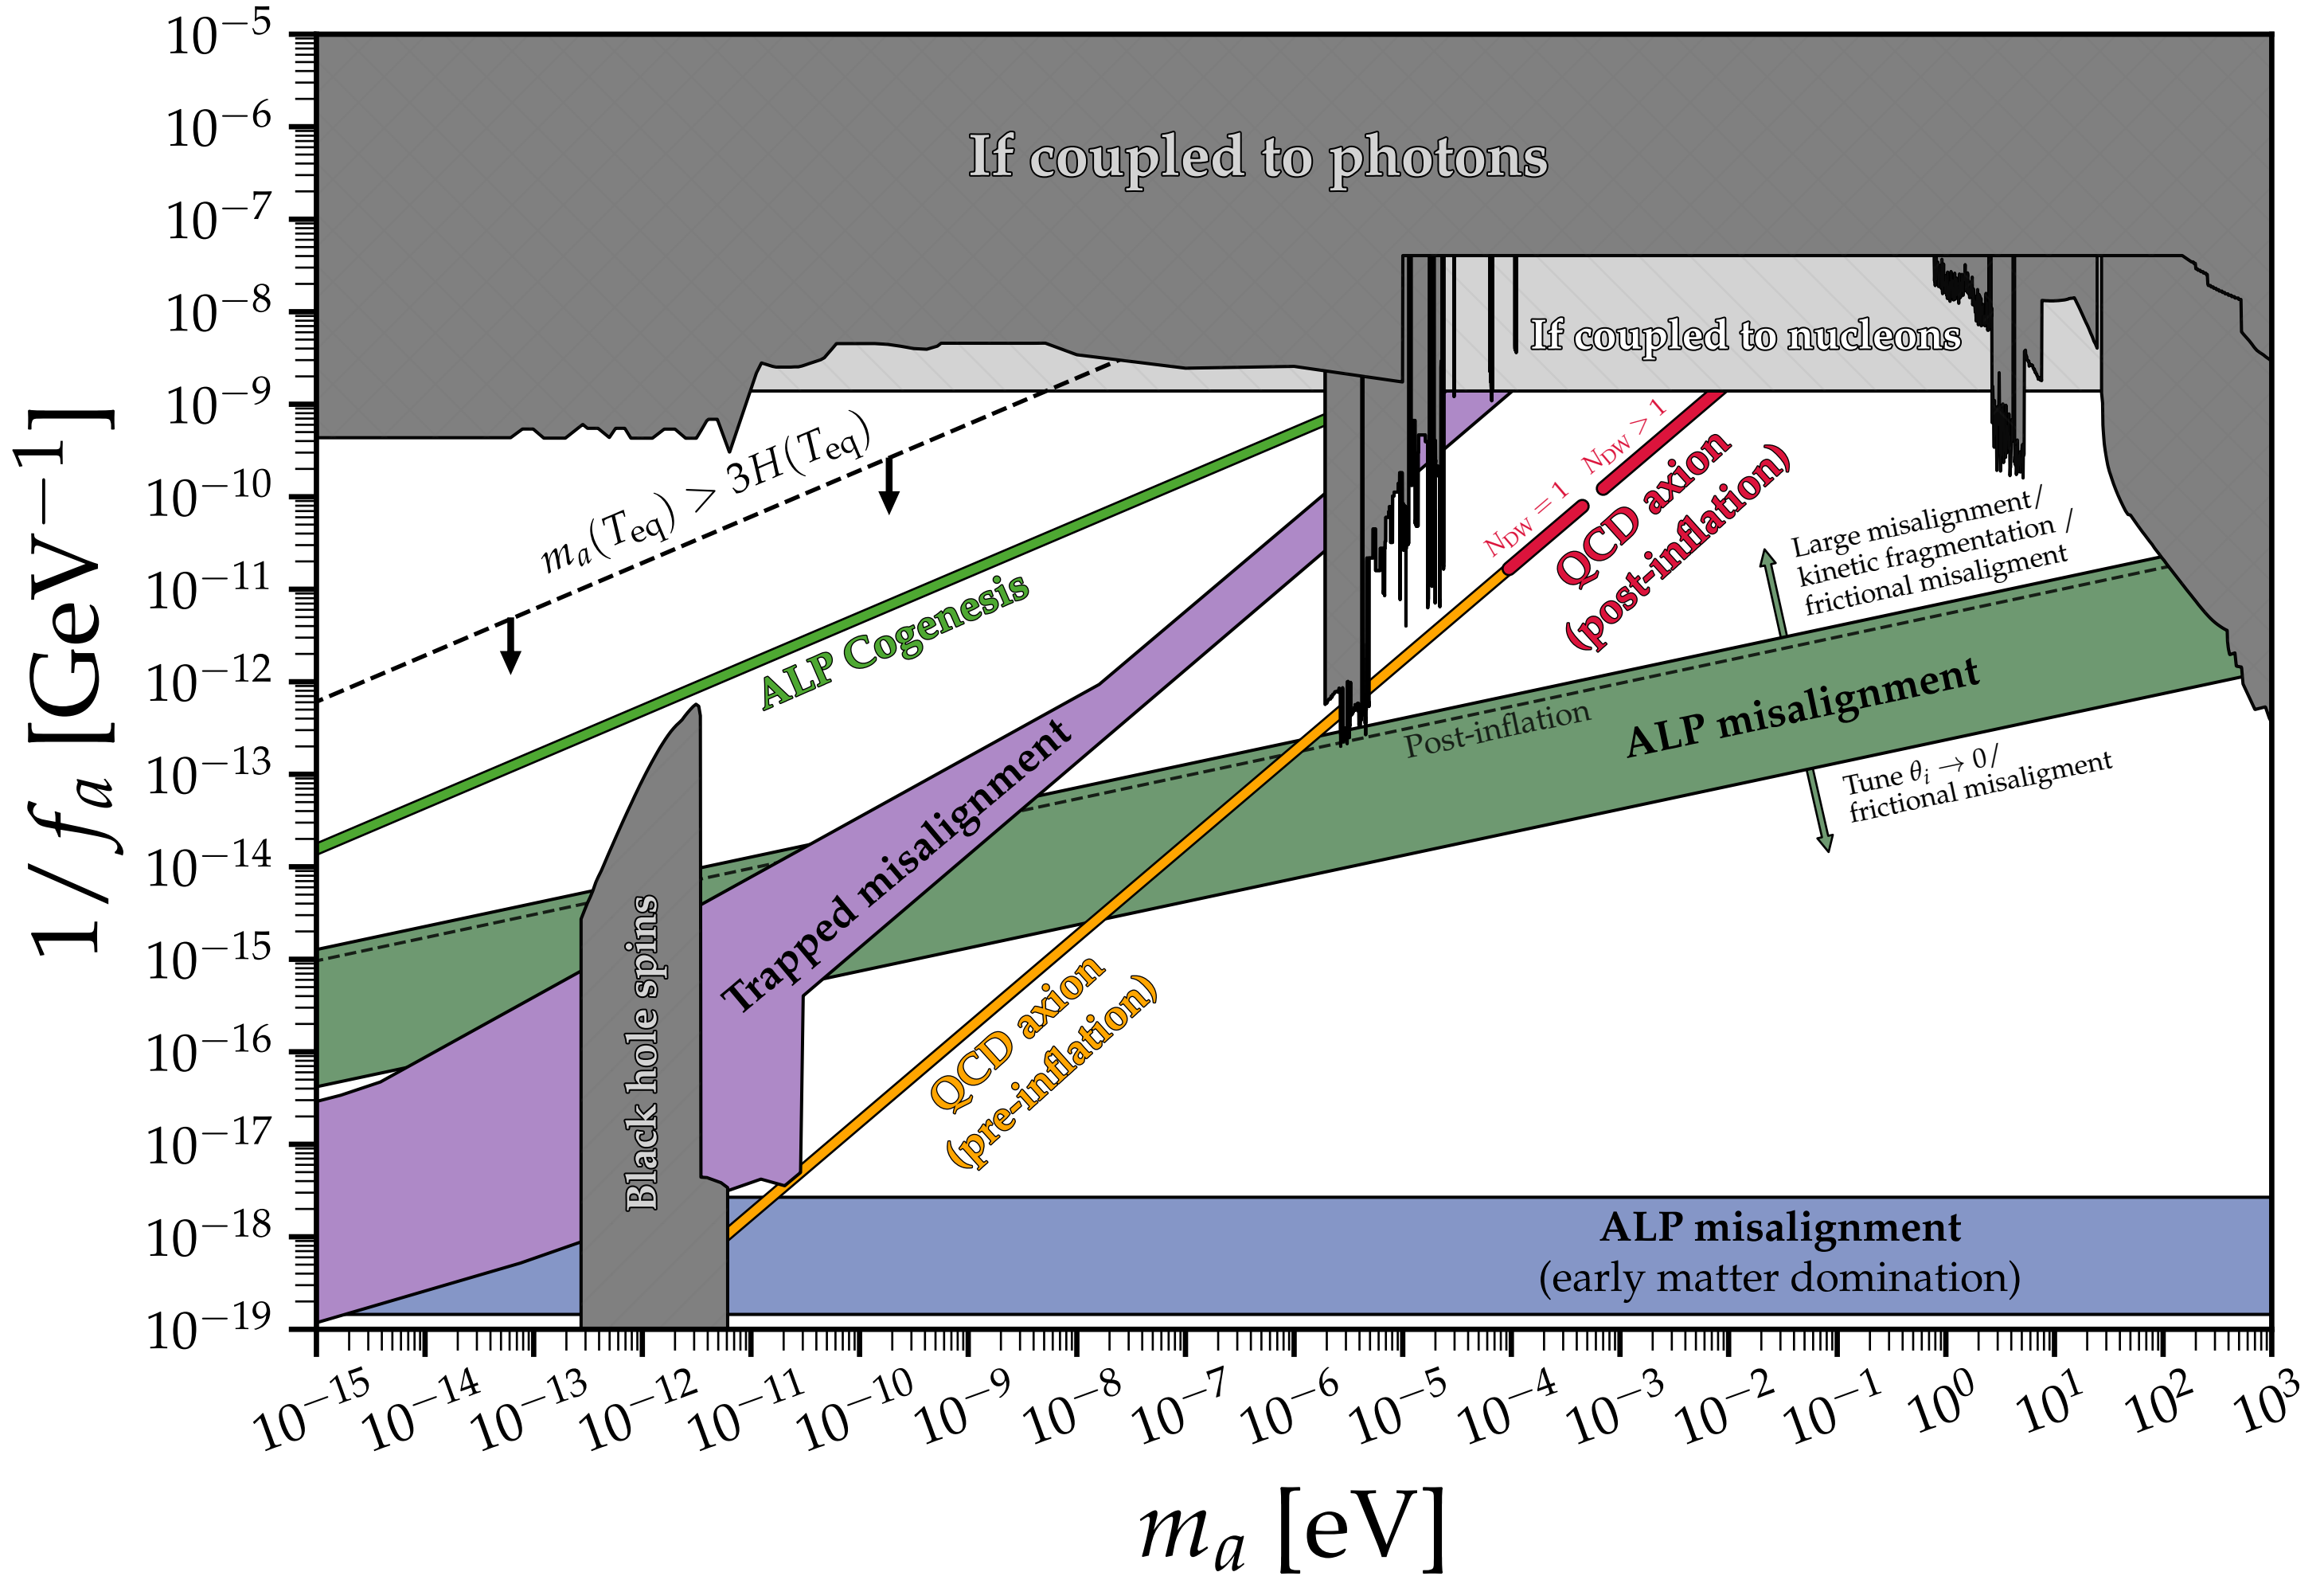 10⁻⁵
10⁻⁶
10⁻⁷
10⁻⁸
10⁻⁹
10⁻¹⁰
10⁻¹¹
10⁻¹²
10⁻¹³
10⁻¹⁴
10⁻¹⁵
10⁻¹⁶
10⁻¹⁷
10⁻¹⁸
10⁻¹⁹
1/fₐ [GeV⁻¹]
If coupled to photons
If coupled to nucleons
mₐ(T_eq) > 3H(T_eq)
ALP Cogenesis
N_DW = 1
N_DW > 1
QCD axion
(post-inflation)
Large misalignment/
kinetic fragmentation /
frictional misaligment
Post-inflation
ALP misalignment
Tune θᵢ → 0/
frictional misaligment
Trapped misalignment
Black hole spins
QCD axion
(pre-inflation)
ALP misalignment
(early matter domination)
10⁻¹⁵ 10⁻¹⁴ 10⁻¹³ 10⁻¹² 10⁻¹¹ 10⁻¹⁰ 10⁻⁹ 10⁻⁸ 10⁻⁷ 10⁻⁶ 10⁻⁵ 10⁻⁴ 10⁻³ 10⁻² 10⁻¹ 10⁰ 10¹ 10² 10³
mₐ [eV]